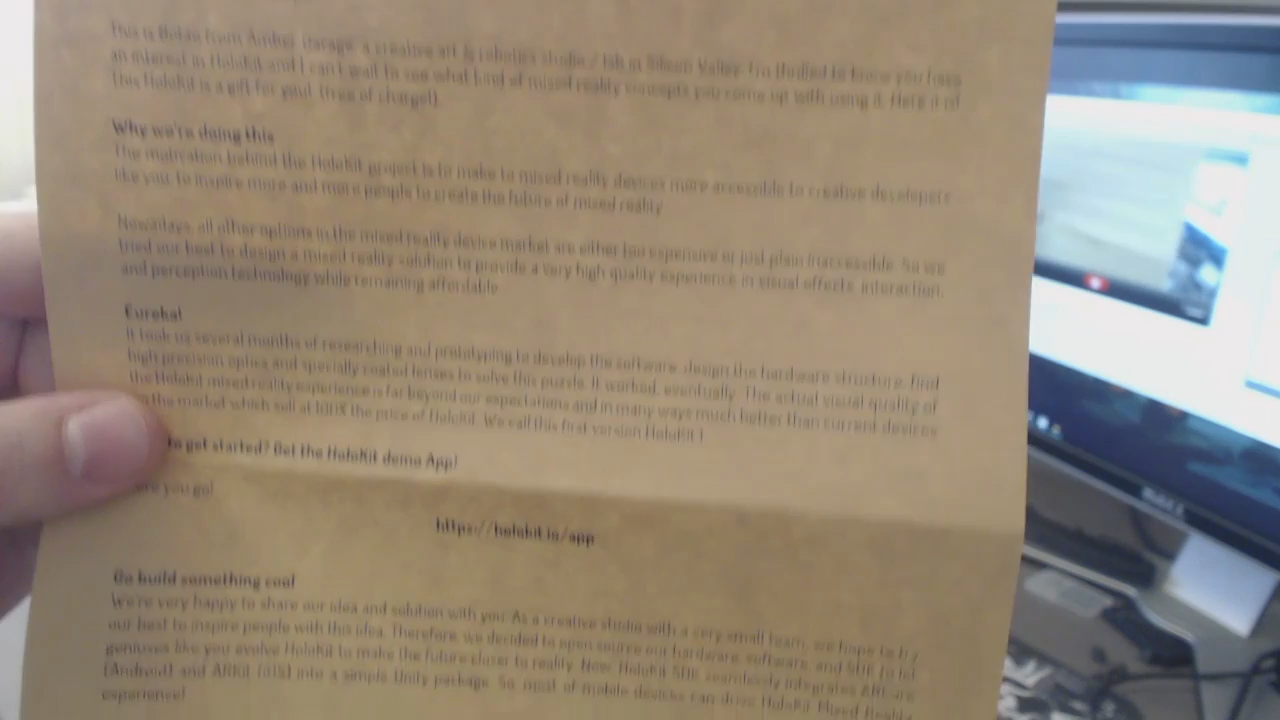 This is Botao from Amber Garage, a creative art & robotics studio / lab in Silicon Valley. I'm thrilled to know you have
an interest in HoloKit and I can't wait to see what kind of mixed reality concepts you come up with using it. Here it is!
This HoloKit is a gift for you! (free of charge!)
Why we're doing this
The motivation behind the HoloKit project is to make to mixed reality devices more accessible to creative developers
like you, to inspire more and more people to create the future of mixed reality
Nowadays, all other options in the mixed reality device market are either too expensive or just plain inaccessible. So we
tried our best to design a mixed reality solution to provide a very high quality experience in visual effects, interaction,
and perception technology while remaining affordable.
Eureka!
It took us several months of researching and prototyping to develop the software, design the hardware structure, find
high precision optics and specially coated lenses to solve this puzzle. It worked, eventually. The actual visual quality of
the HoloKit mixed reality experience is far beyond our expectations and in many ways much better than current devices
the market which sell at 100X the price of HoloKit. We call this first version HoloKit 1
to get started? Get the HoloKit demo App!
you go!
https://holokit.io/app
Go build something cool
We're very happy to share our idea and solution with you. As a creative studio with a very small team, we hope to try
our best to inspire people with this idea. Therefore, we decided to open source our hardware, software, and SDK to let
geniuses like you evolve HoloKit to make the future closer to reality. Now HoloKit SDK seamlessly integrates ARCore
(Android) and ARKit (iOS) into a simple Unity package. So, most of mobile devices can drive HoloKit Mixed Reality
experience!
DELL